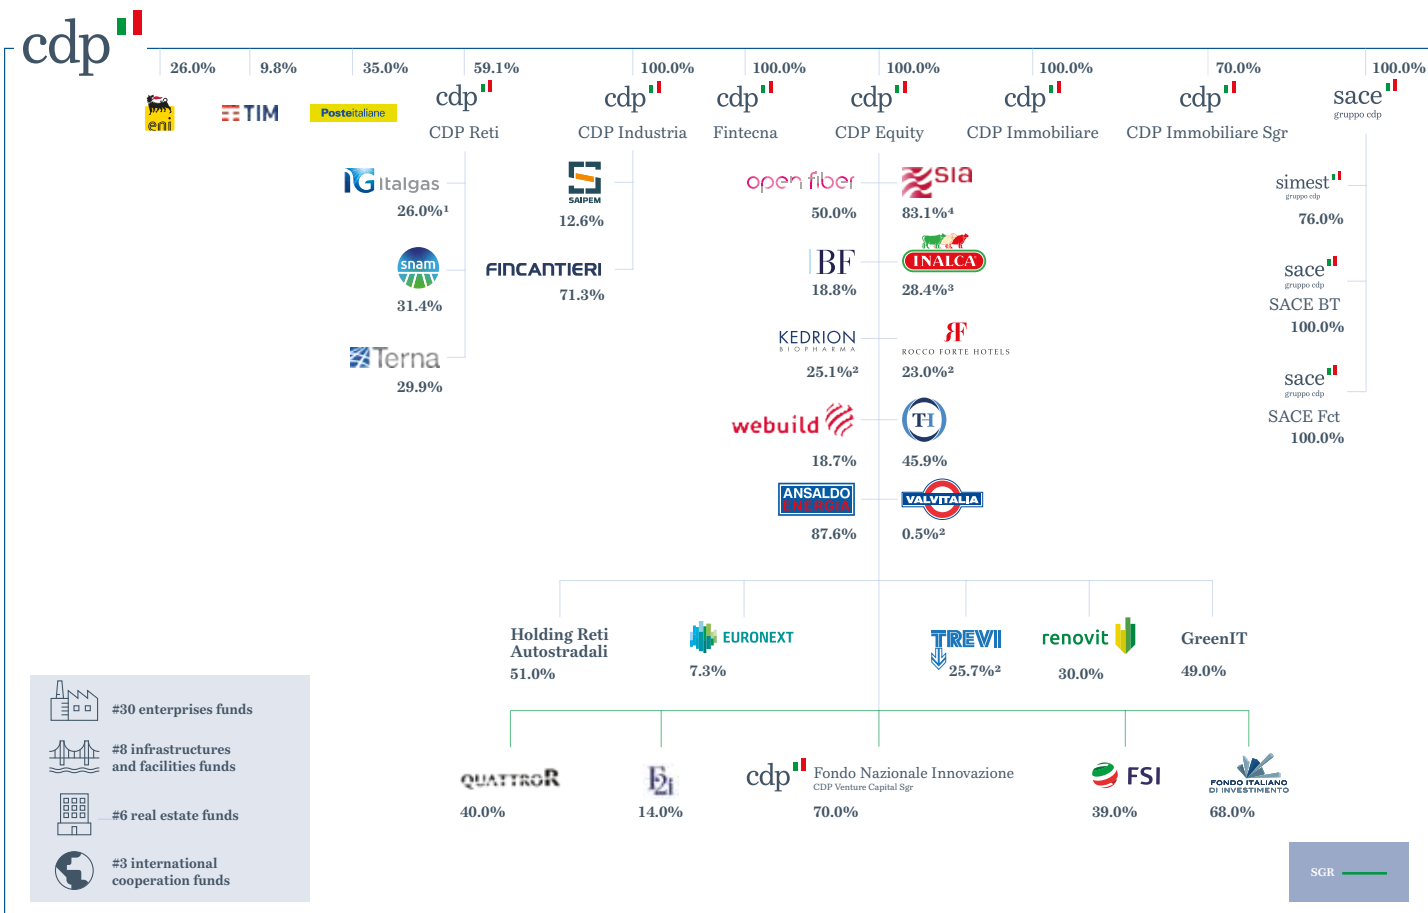 cdp
26.0%
9.8%
35.0%
59.1%
100.0%
100.0%
100.0%
100.0%
70.0%
100.0%
eni
TIM
Posteitaliane
cdp
CDP Reti
cdp
CDP Industria
cdp
Fintecna
cdp
CDP Equity
cdp
CDP Immobiliare
cdp
CDP Immobiliare Sgr
sace
gruppo cdp
IG Italgas
26.0%¹
snam
31.4%
Terna
29.9%
SAIPEM
12.6%
FINCANTIERI
71.3%
open fiber
50.0%
sia
83.1%⁴
BF
18.8%
INALCA
28.4%³
KEDRION
BIOPHARMA
25.1%²
RF
ROCCO FORTE HOTELS
23.0%²
webuild
18.7%
TH
45.9%
ANSALDO
ENERGIA
87.6%
VALVITALIA
0.5%²
simest
gruppo cdp
76.0%
sace
gruppo cdp
SACE BT
100.0%
sace
gruppo cdp
SACE Fct
100.0%
Holding Reti
Autostradali
51.0%
EURONEXT
7.3%
TREVI
25.7%²
renovit
30.0%
GreenIT
49.0%
QUATTROR
40.0%
F2i
14.0%
cdp
Fondo Nazionale Innovazione
CDP Venture Capital Sgr
70.0%
FSI
39.0%
FONDO ITALIANO
DI INVESTIMENTO
68.0%
#30 enterprises funds
#8 infrastructures
and facilities funds
#6 real estate funds
#3 international
cooperation funds
SGR